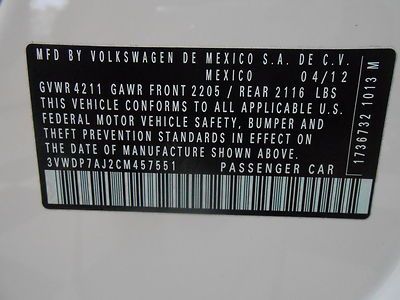 MFD BY VOLKSWAGEN DE MEXICO S.A. DE C.V.
MEXICO 04/12
GVWR 4211 GAWR FRONT 2205 / REAR 2116 LBS
THIS VEHICLE CONFORMS TO ALL APPLICABLE U.S.
FEDERAL MOTOR VEHICLE SAFETY, BUMPER AND
THEFT PREVENTION STANDARDS IN EFFECT ON
THE DATE OF MANUFACTURE SHOWN ABOVE.
3VWDP7AJ2CM457551 PASSENGER CAR
1736732 1013 M